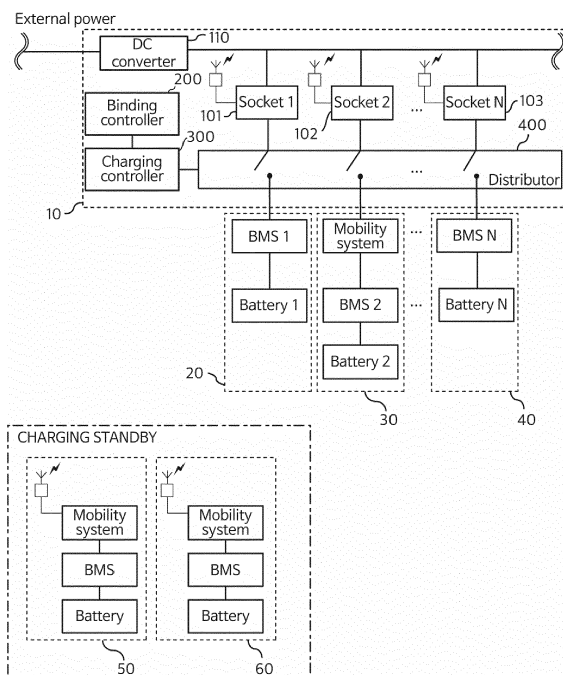 External power
110
DC
converter
200
Binding
controller
300
Charging
controller
Socket 1
101
Socket 2
102
...
Socket N
103
400
...
Distributor
10
BMS 1
Battery 1
20
Mobility
system
BMS 2
Battery 2
30
...
...
BMS N
Battery N
40
CHARGING STANDBY
Mobility
system
BMS
Battery
50
Mobility
system
BMS
Battery
60